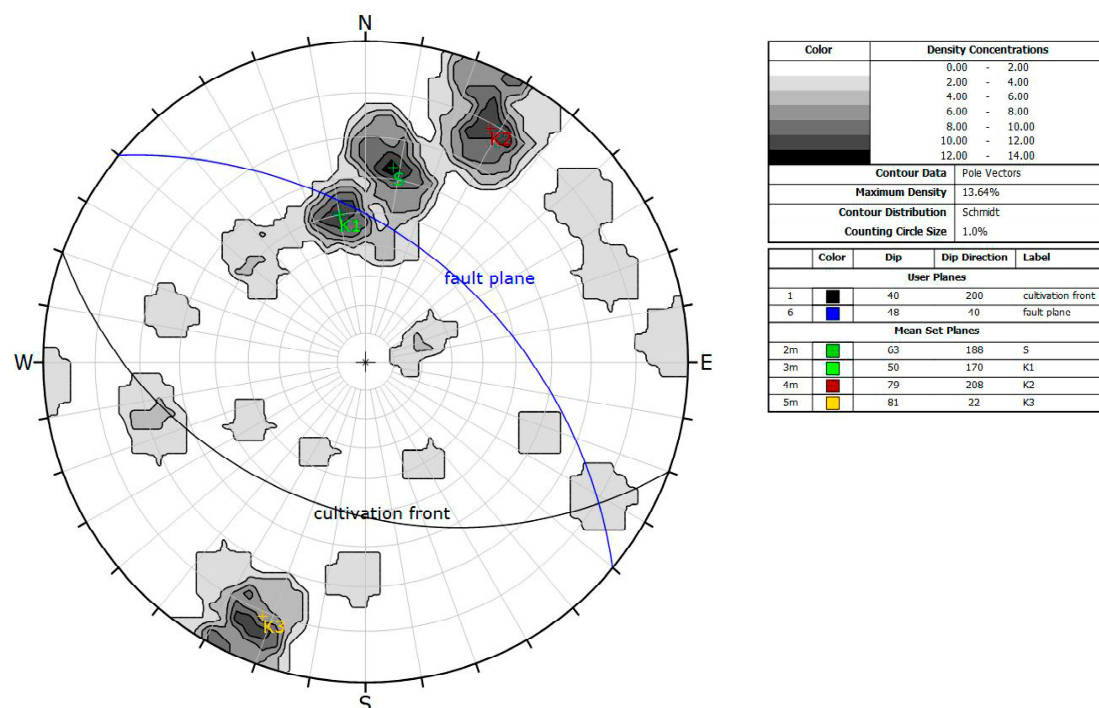 N
K2
S
K1
fault plane
W
E
cultivation front
K3
S
Color Density Concentrations
0.00 - 2.00
2.00 - 4.00
4.00 - 6.00
6.00 - 8.00
8.00 - 10.00
10.00 - 12.00
12.00 - 14.00
Contour Data Pole Vectors
Maximum Density 13.64%
Contour Distribution Schmidt
Counting Circle Size 1.0%
Color Dip Dip Direction Label
User Planes
1 40 200 cultivation front
6 48 40 fault plane
Mean Set Planes
2m 63 188 S
3m 50 170 K1
4m 79 208 K2
5m 81 22 K3